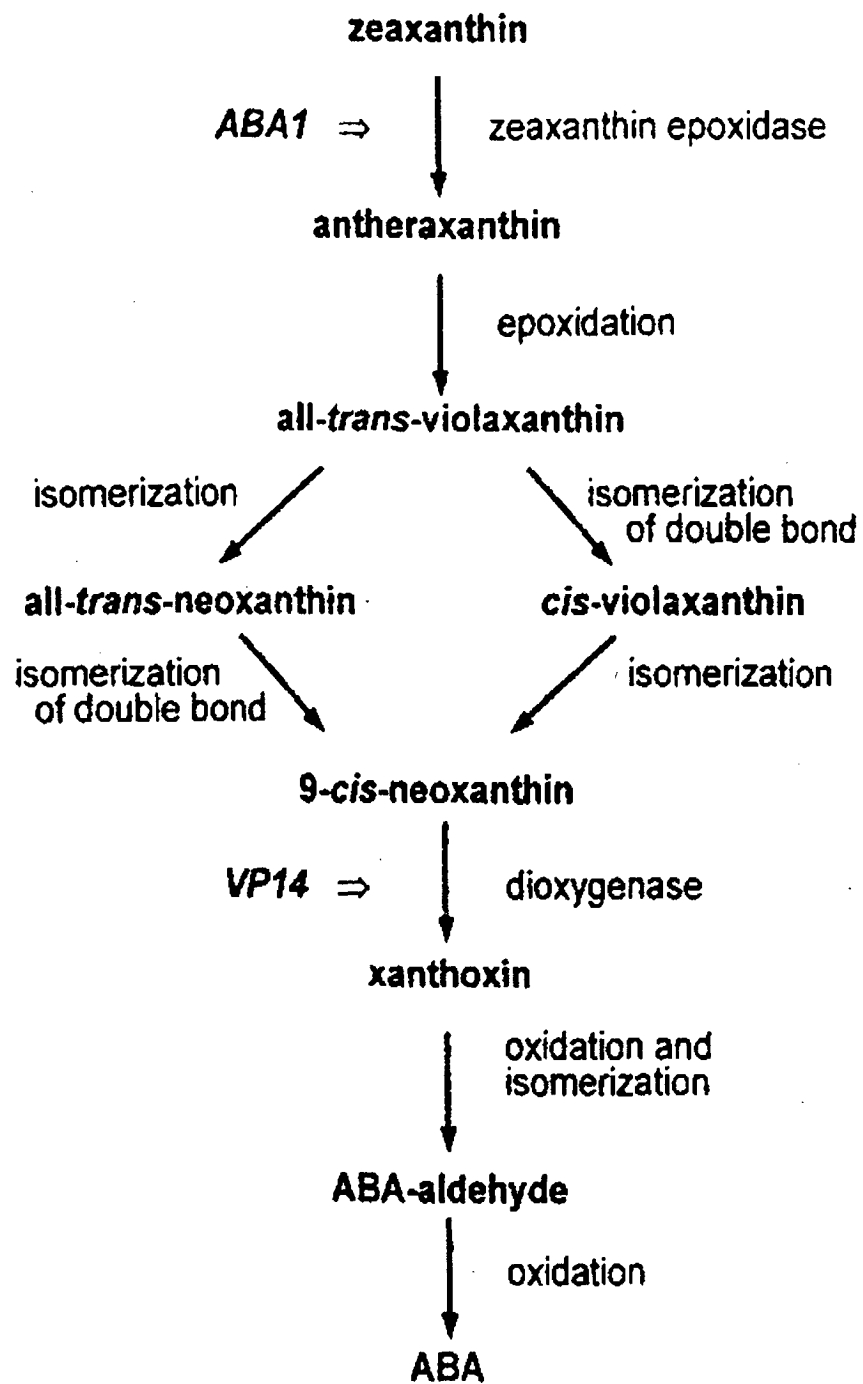 zeaxanthin
ABA1 ⇒ zeaxanthin epoxidase
antheraxanthin
epoxidation
all-trans-violaxanthin
isomerization
isomerization
of double bond
all-trans-neoxanthin
cis-violaxanthin
isomerization
of double bond
isomerization
9-cis-neoxanthin
VP14 ⇒ dioxygenase
xanthoxin
oxidation and
isomerization
ABA-aldehyde
oxidation
ABA